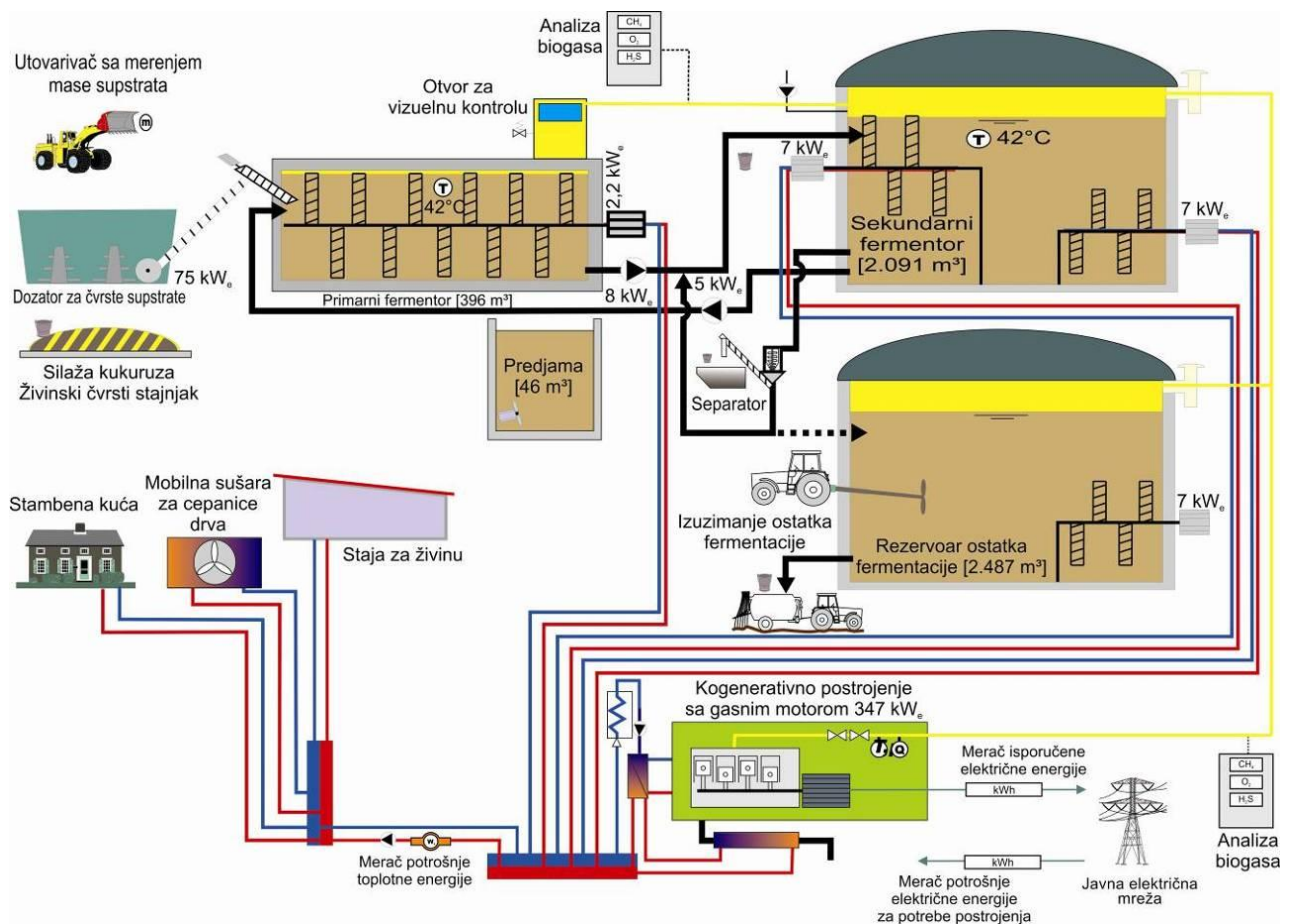 Utovarivač sa merenjem
mase supstrata
m
75 kWe
Dozator za čvrste supstrate
Silaža kukuruza
Živinski čvrsti stajnjak
Analiza
biogasa
CH₄
O₂
H₂S
Otvor za
vizuelnu kontrolu
T
42°C
2,2 kWe
Primarni fermentor [396 m³]
8 kWe
5 kWe
Predjama
[46 m³]
Separator
7 kWe
T 42°C
Sekundarni
fermentor
[2.091 m³]
7 kWe
Izuzimanje ostatka
fermentacije
Rezervoar ostatka
fermentacije [2.487 m³]
7 kWe
Stambena kuća
Mobilna sušara
za cepanice
drva
Staja za živinu
Merač potrošnje
toplotne energije
Kogenerativno postrojenje
sa gasnim motorom 347 kWe
Merač isporučene
električne energije
kWh
kWh
Merač potrošnje
električne energije
za potrebe postrojenja
Javna električna
mreža
CH₄
O₂
H₂S
Analiza
biogasa